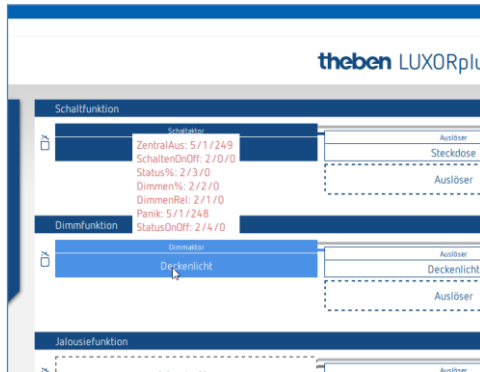 theben LUXORplu
Schaltfunktion
Schaltaktor
Auslöser
Steckdose
Auslöser
ZentralAus: 5/1/249
SchaltenOnOff: 2/0/0
Status%: 2/3/0
Dimmen%: 2/2/0
DimmenRel: 2/1/0
Panik: 5/1/248
StatusOnOff: 2/4/0
Dimmfunktion
Dimmaktor
Deckenlicht
Auslöser
Deckenlicht
Auslöser
Jalousiefunktion
Auslöser